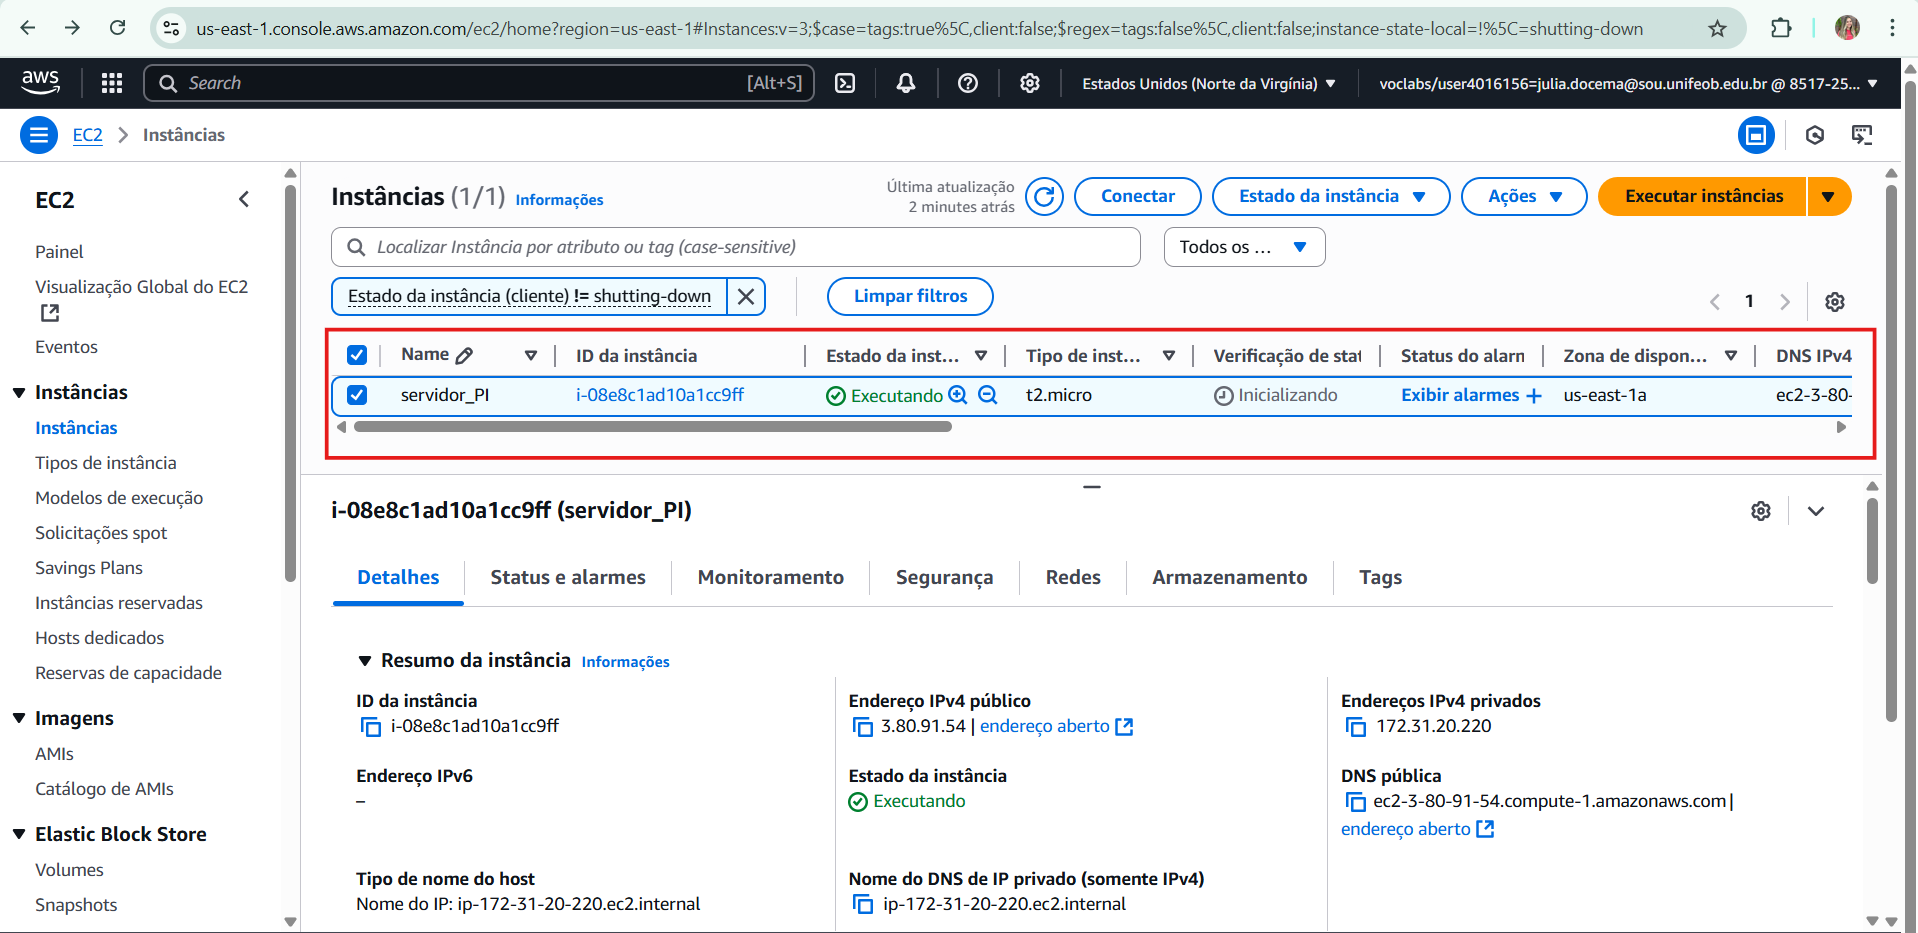 us-east-1.console.aws.amazon.com/ec2/home?region=us-east-1#Instances:v=3;$case=tags:true%5C,client:false;$regex=tags:false%5C,client:false;instance-state-local=!%5C=shutting-down
aws
Search
[Alt+S]
Estados Unidos (Norte da Virgínia)
voclabs/user4016156=julia.docema@sou.unifeob.edu.br @ 8517-25...
EC2
Instâncias
EC2
Painel
Visualização Global do EC2
Eventos
Instâncias
Instâncias
Tipos de instância
Modelos de execução
Solicitações spot
Savings Plans
Instâncias reservadas
Hosts dedicados
Reservas de capacidade
Imagens
AMIs
Catálogo de AMIs
Elastic Block Store
Volumes
Snapshots
Instâncias (1/1) Informações
Última atualização
2 minutes atrás
Conectar
Estado da instância
Ações
Executar instâncias
Localizar Instância por atributo ou tag (case-sensitive)
Todos os ...
Estado da instância (cliente) != shutting-down
Limpar filtros
1
Name
ID da instância
Estado da inst...
Tipo de inst...
Verificação de stat
Status do alarn
Zona de dispon...
DNS IPv4
servidor_PI
i-08e8c1ad10a1cc9ff
Executando
t2.micro
Inicializando
Exibir alarmes +
us-east-1a
ec2-3-80-
i-08e8c1ad10a1cc9ff (servidor_PI)
Detalhes
Status e alarmes
Monitoramento
Segurança
Redes
Armazenamento
Tags
Resumo da instância Informações
ID da instância
i-08e8c1ad10a1cc9ff
Endereço IPv4 público
3.80.91.54 | endereço aberto
Endereços IPv4 privados
172.31.20.220
Endereço IPv6
–
Estado da instância
Executando
DNS pública
ec2-3-80-91-54.compute-1.amazonaws.com |
endereço aberto
Tipo de nome do host
Nome do IP: ip-172-31-20-220.ec2.internal
Nome do DNS de IP privado (somente IPv4)
ip-172-31-20-220.ec2.internal